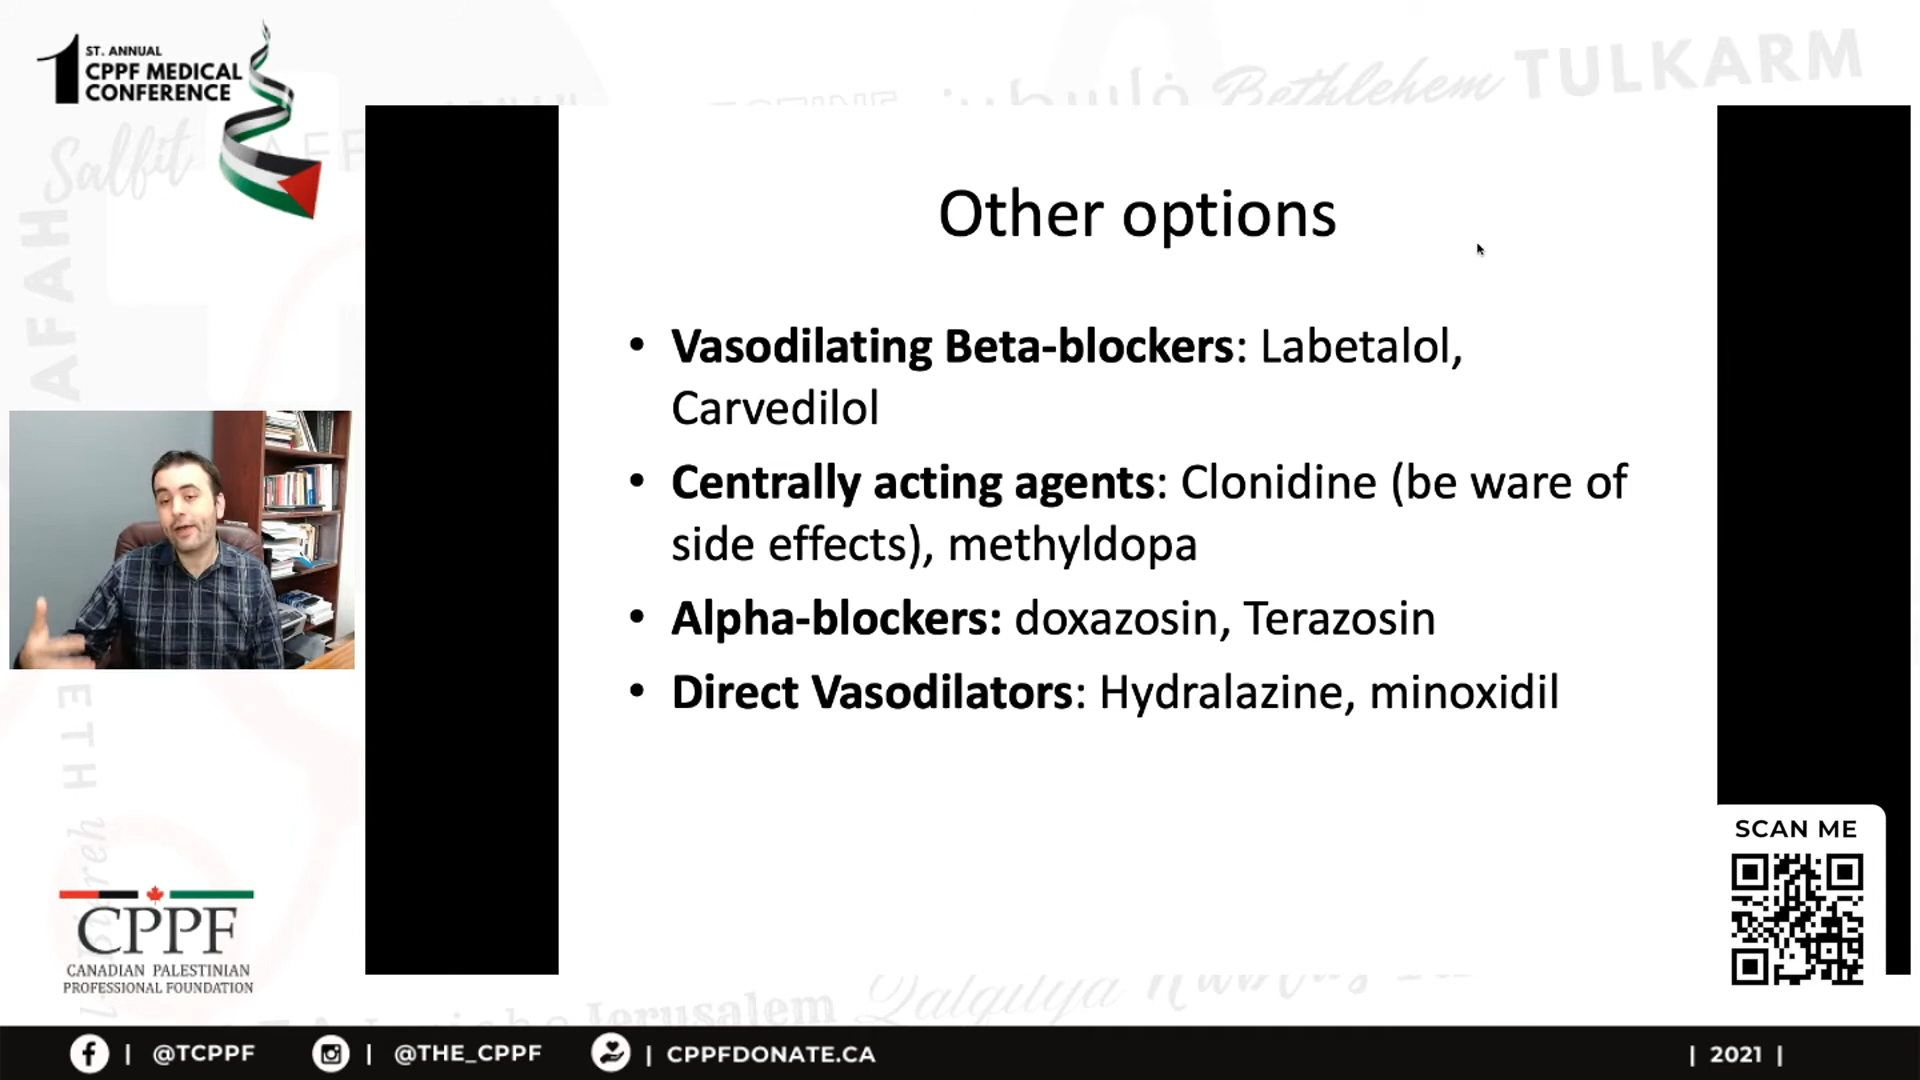 ST. ANNUAL
1 CPPF MEDICAL
CONFERENCE
Bethlehem TULKARM
Salfit
Other options
• Vasodilating Beta-blockers: Labetalol,
Carvedilol
• Centrally acting agents: Clonidine (be ware of
side effects), methyldopa
• Alpha-blockers: doxazosin, Terazosin
• Direct Vasodilators: Hydralazine, minoxidil
SCAN ME
CPPF
CANADIAN PALESTINIAN
PROFESSIONAL FOUNDATION
Jerusalem Qalqilya
| @TCPPF | @THE_CPPF | CPPFDONATE.CA | 2021 |